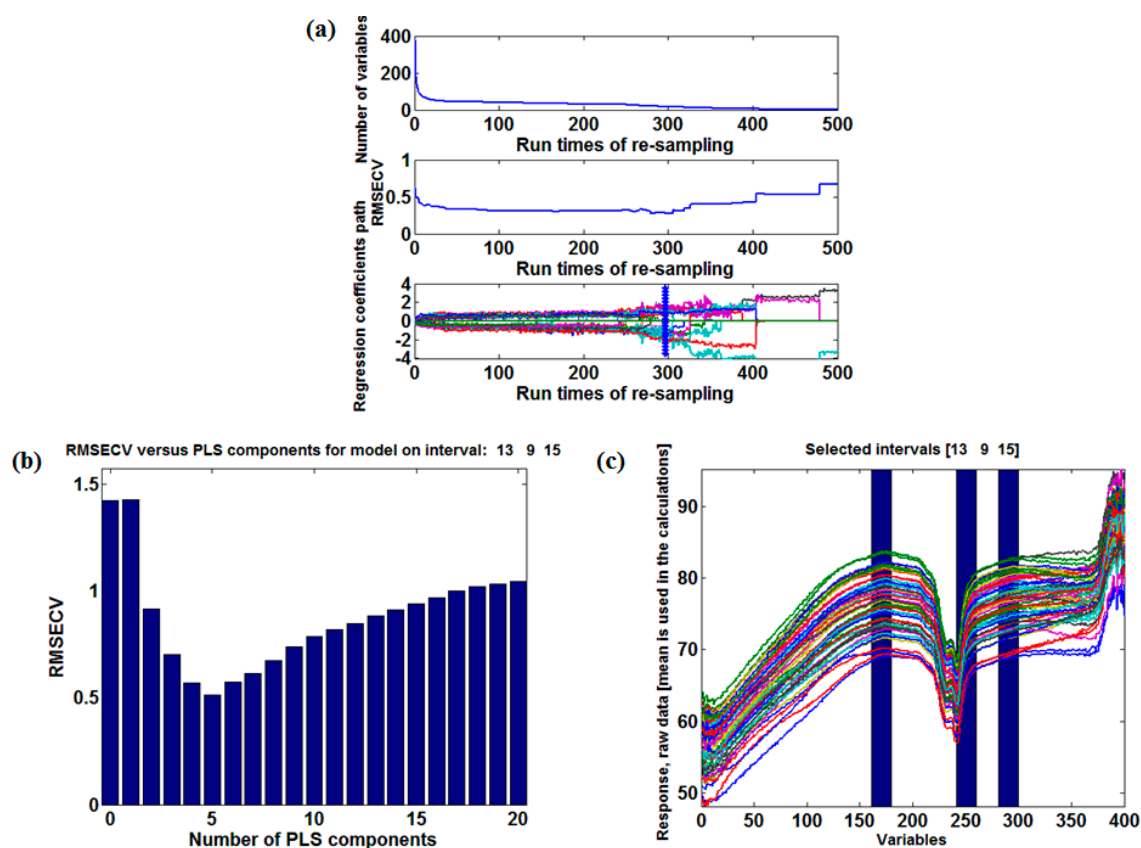 (a)
Number of variables
400
200
0
0 100 200 300 400 500
Run times of re-sampling
RMSECV
1
0.5
0
0 100 200 300 400 500
Run times of re-sampling
Regression coefficients path
4
2
0
-2
-4
0 100 200 300 400 500
Run times of re-sampling
(b)
RMSECV versus PLS components for model on interval: 13 9 15
RMSECV
1.5
1
0.5
0
0 5 10 15 20
Number of PLS components
(c)
Selected intervals [13 9 15]
Response, raw data [mean is used in the calculations]
90
80
70
60
50
0 50 100 150 200 250 300 350 400
Variables